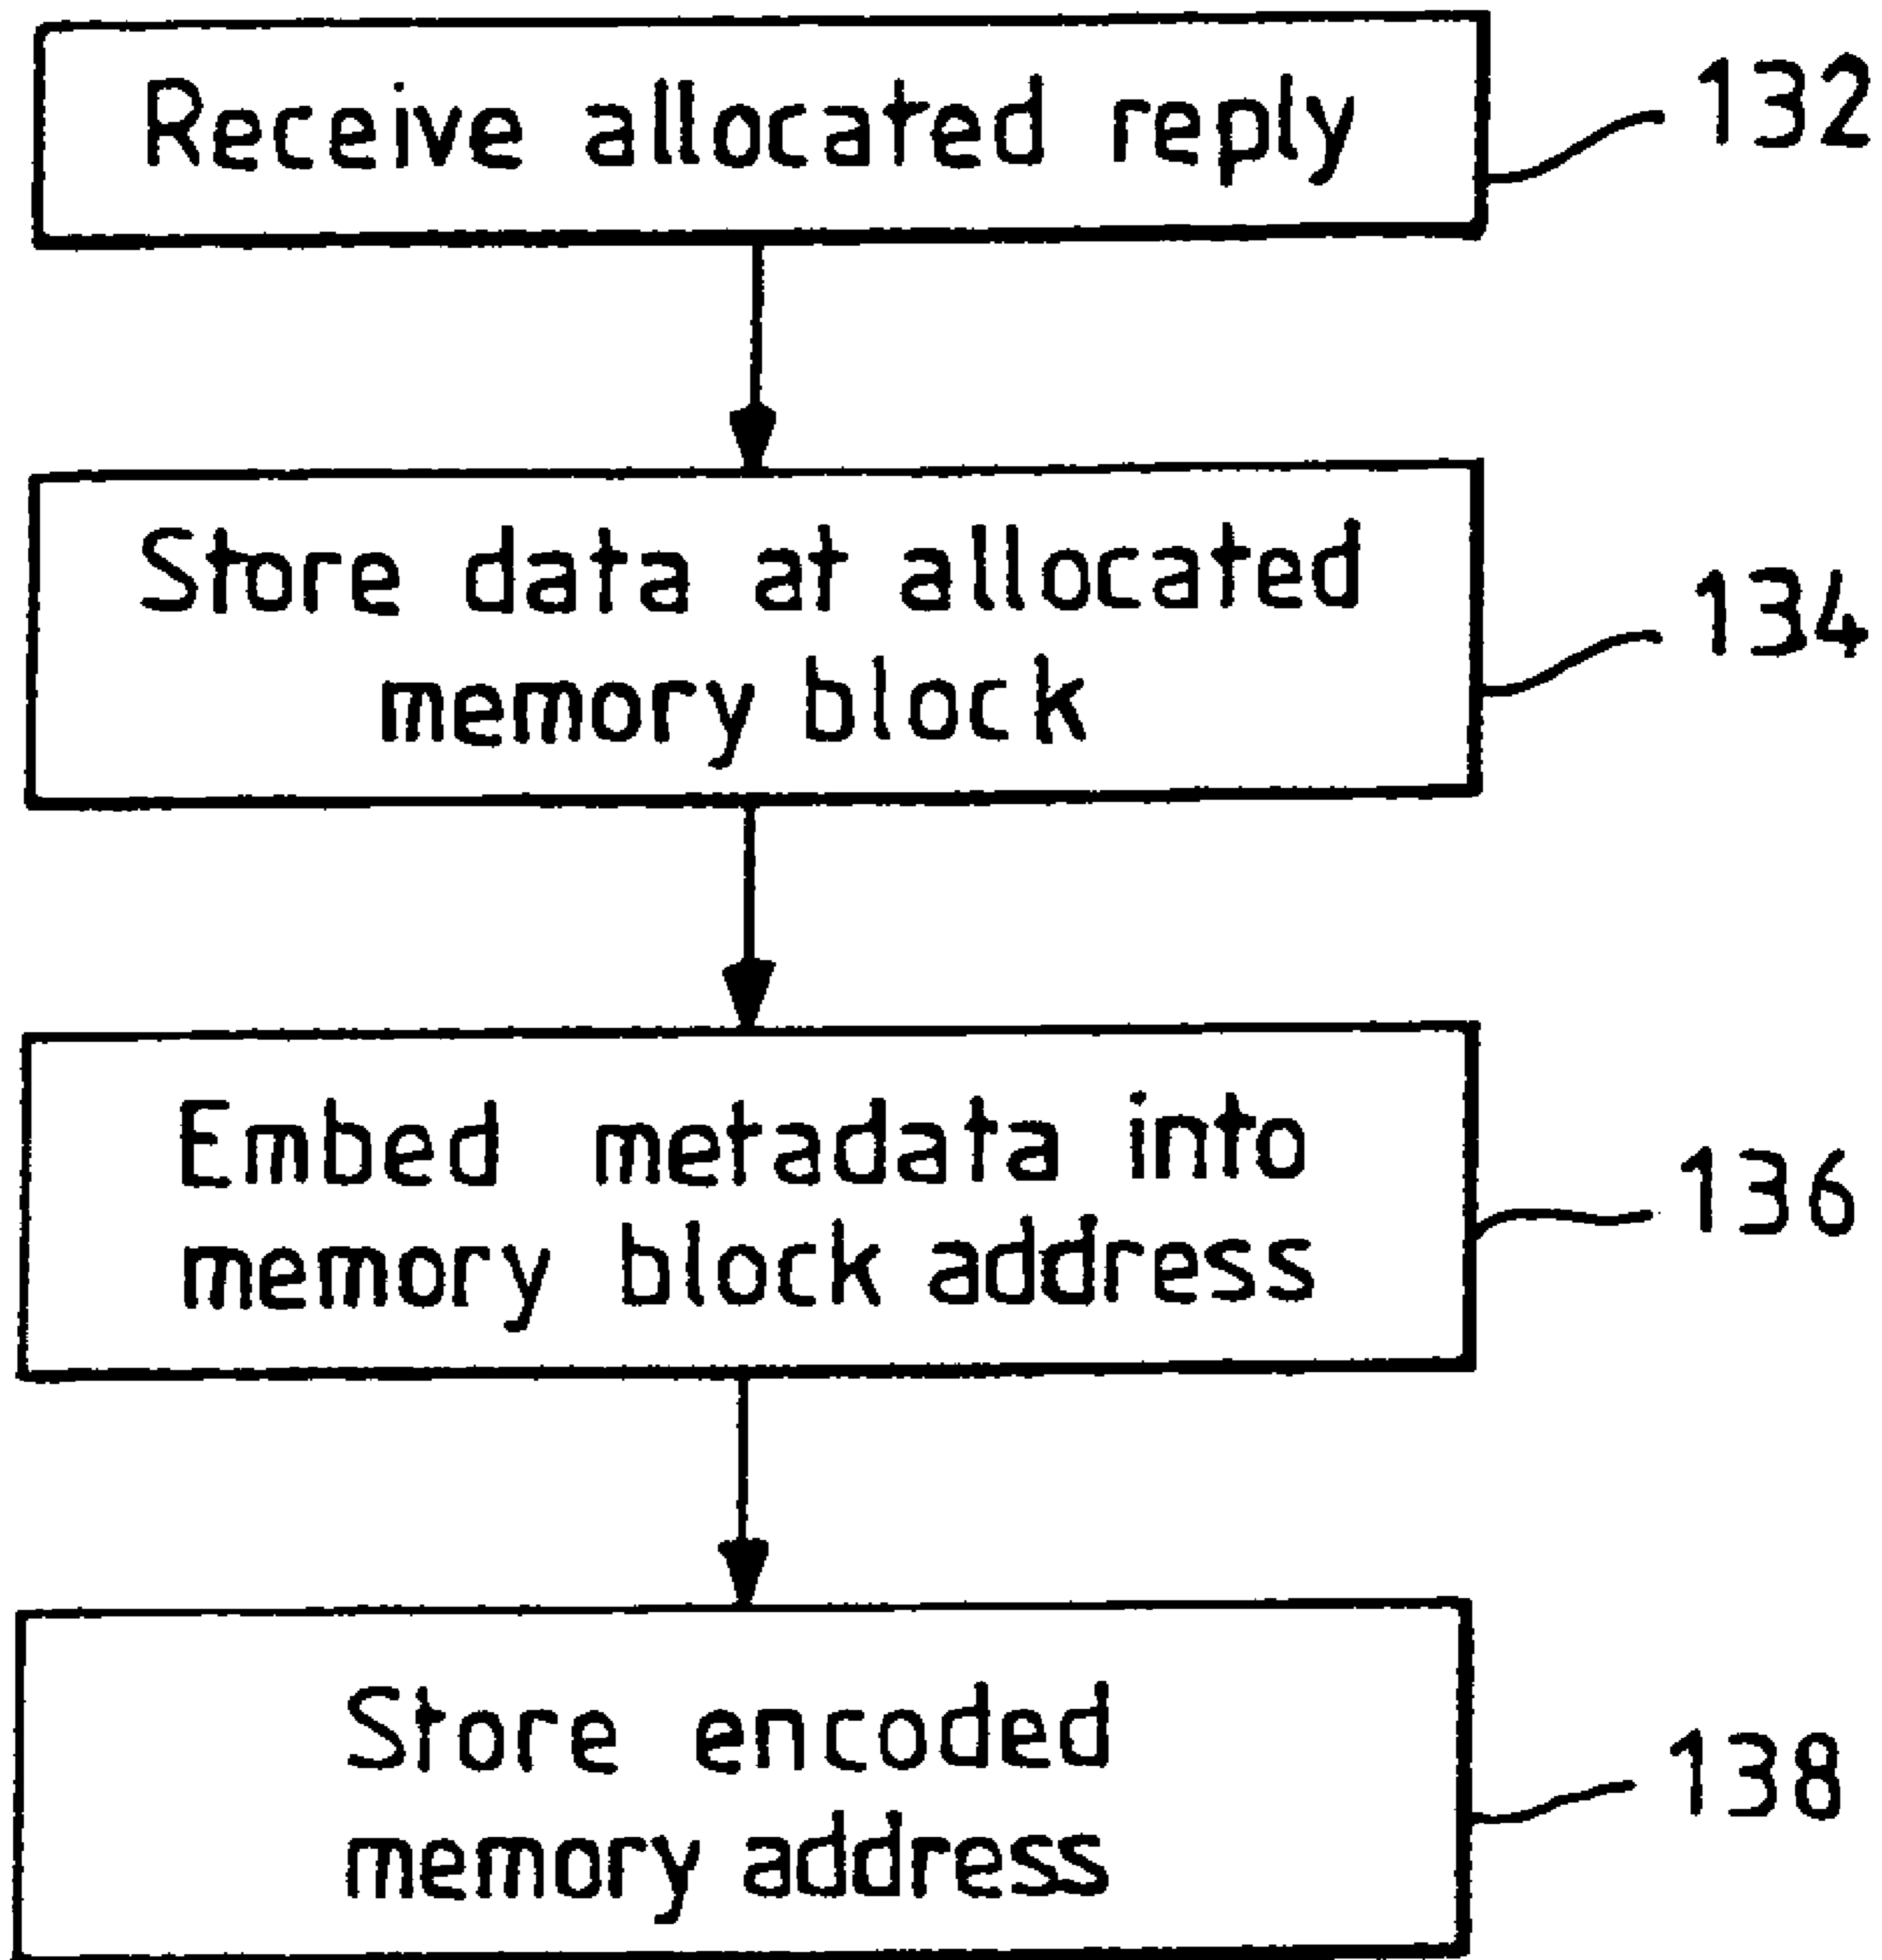 Receive allocated reply
132
Store data at allocated
memory block
134
Embed metadata into
memory block address
136
Store encoded
memory address
138